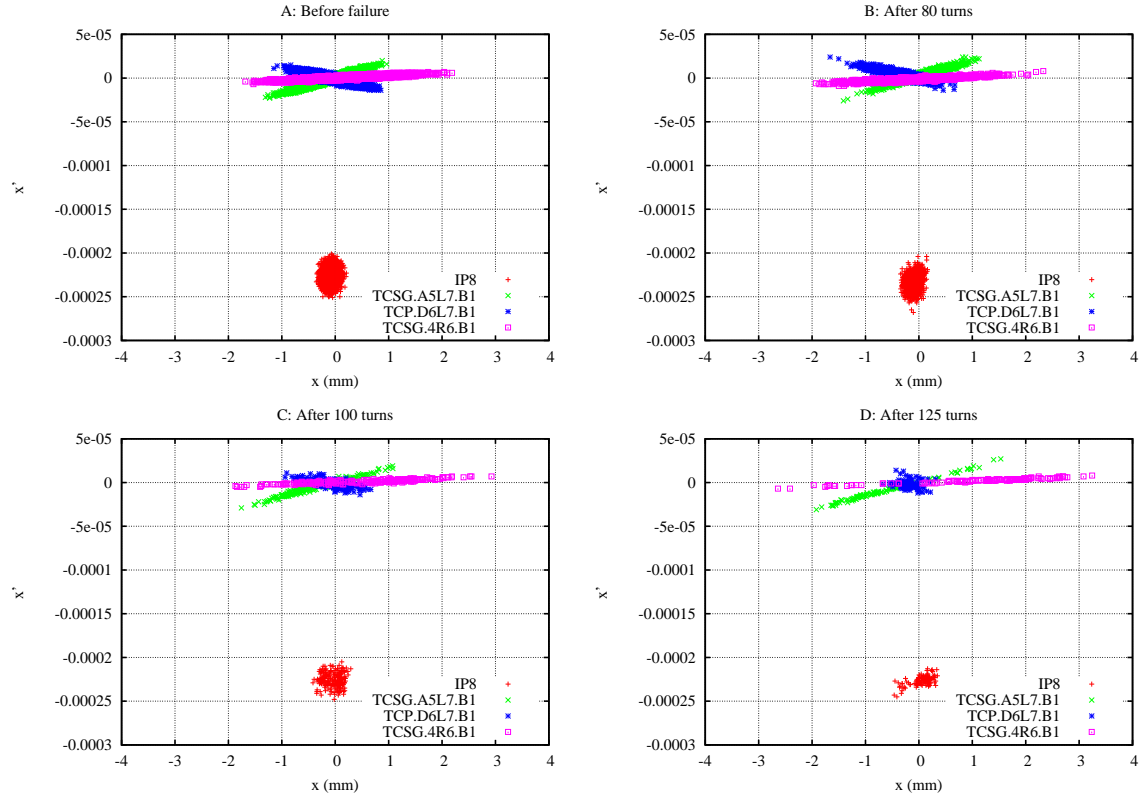 A: Before failure
5e-05
0
-5e-05
-0.0001
-0.00015
-0.0002
-0.00025
-0.0003
x'
-4 -3 -2 -1 0 1 2 3 4
x (mm)
IP8
TCSG.A5L7.B1
TCP.D6L7.B1
TCSG.4R6.B1
B: After 80 turns
5e-05
0
-5e-05
-0.0001
-0.00015
-0.0002
-0.00025
-0.0003
x'
-4 -3 -2 -1 0 1 2 3 4
x (mm)
IP8
TCSG.A5L7.B1
TCP.D6L7.B1
TCSG.4R6.B1
C: After 100 turns
5e-05
0
-5e-05
-0.0001
-0.00015
-0.0002
-0.00025
-0.0003
x'
-4 -3 -2 -1 0 1 2 3 4
x (mm)
IP8
TCSG.A5L7.B1
TCP.D6L7.B1
TCSG.4R6.B1
D: After 125 turns
5e-05
0
-5e-05
-0.0001
-0.00015
-0.0002
-0.00025
-0.0003
x'
-4 -3 -2 -1 0 1 2 3 4
x (mm)
IP8
TCSG.A5L7.B1
TCP.D6L7.B1
TCSG.4R6.B1